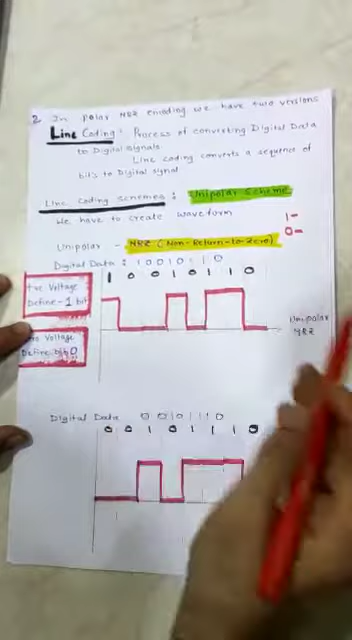 2. In polar NRZ encoding we have two versions
Line Coding: Process of converting Digital Data
to Digital signals.
Line coding converts a sequence of
bits to Digital signal
Line Coding schemes : Unipolar Scheme
We have to create waveform
1-
0-
Unipolar - NRZ (Non-Return-to-Zero)
Digital Data : 10010110
1 0 0 1 0 1 1 0
+ve Voltage
Define - 1 bit
Voltage
Define bit 0
Unipolar
NRZ
Digital Data 00101110
0 0 1 0 1 1 1 0